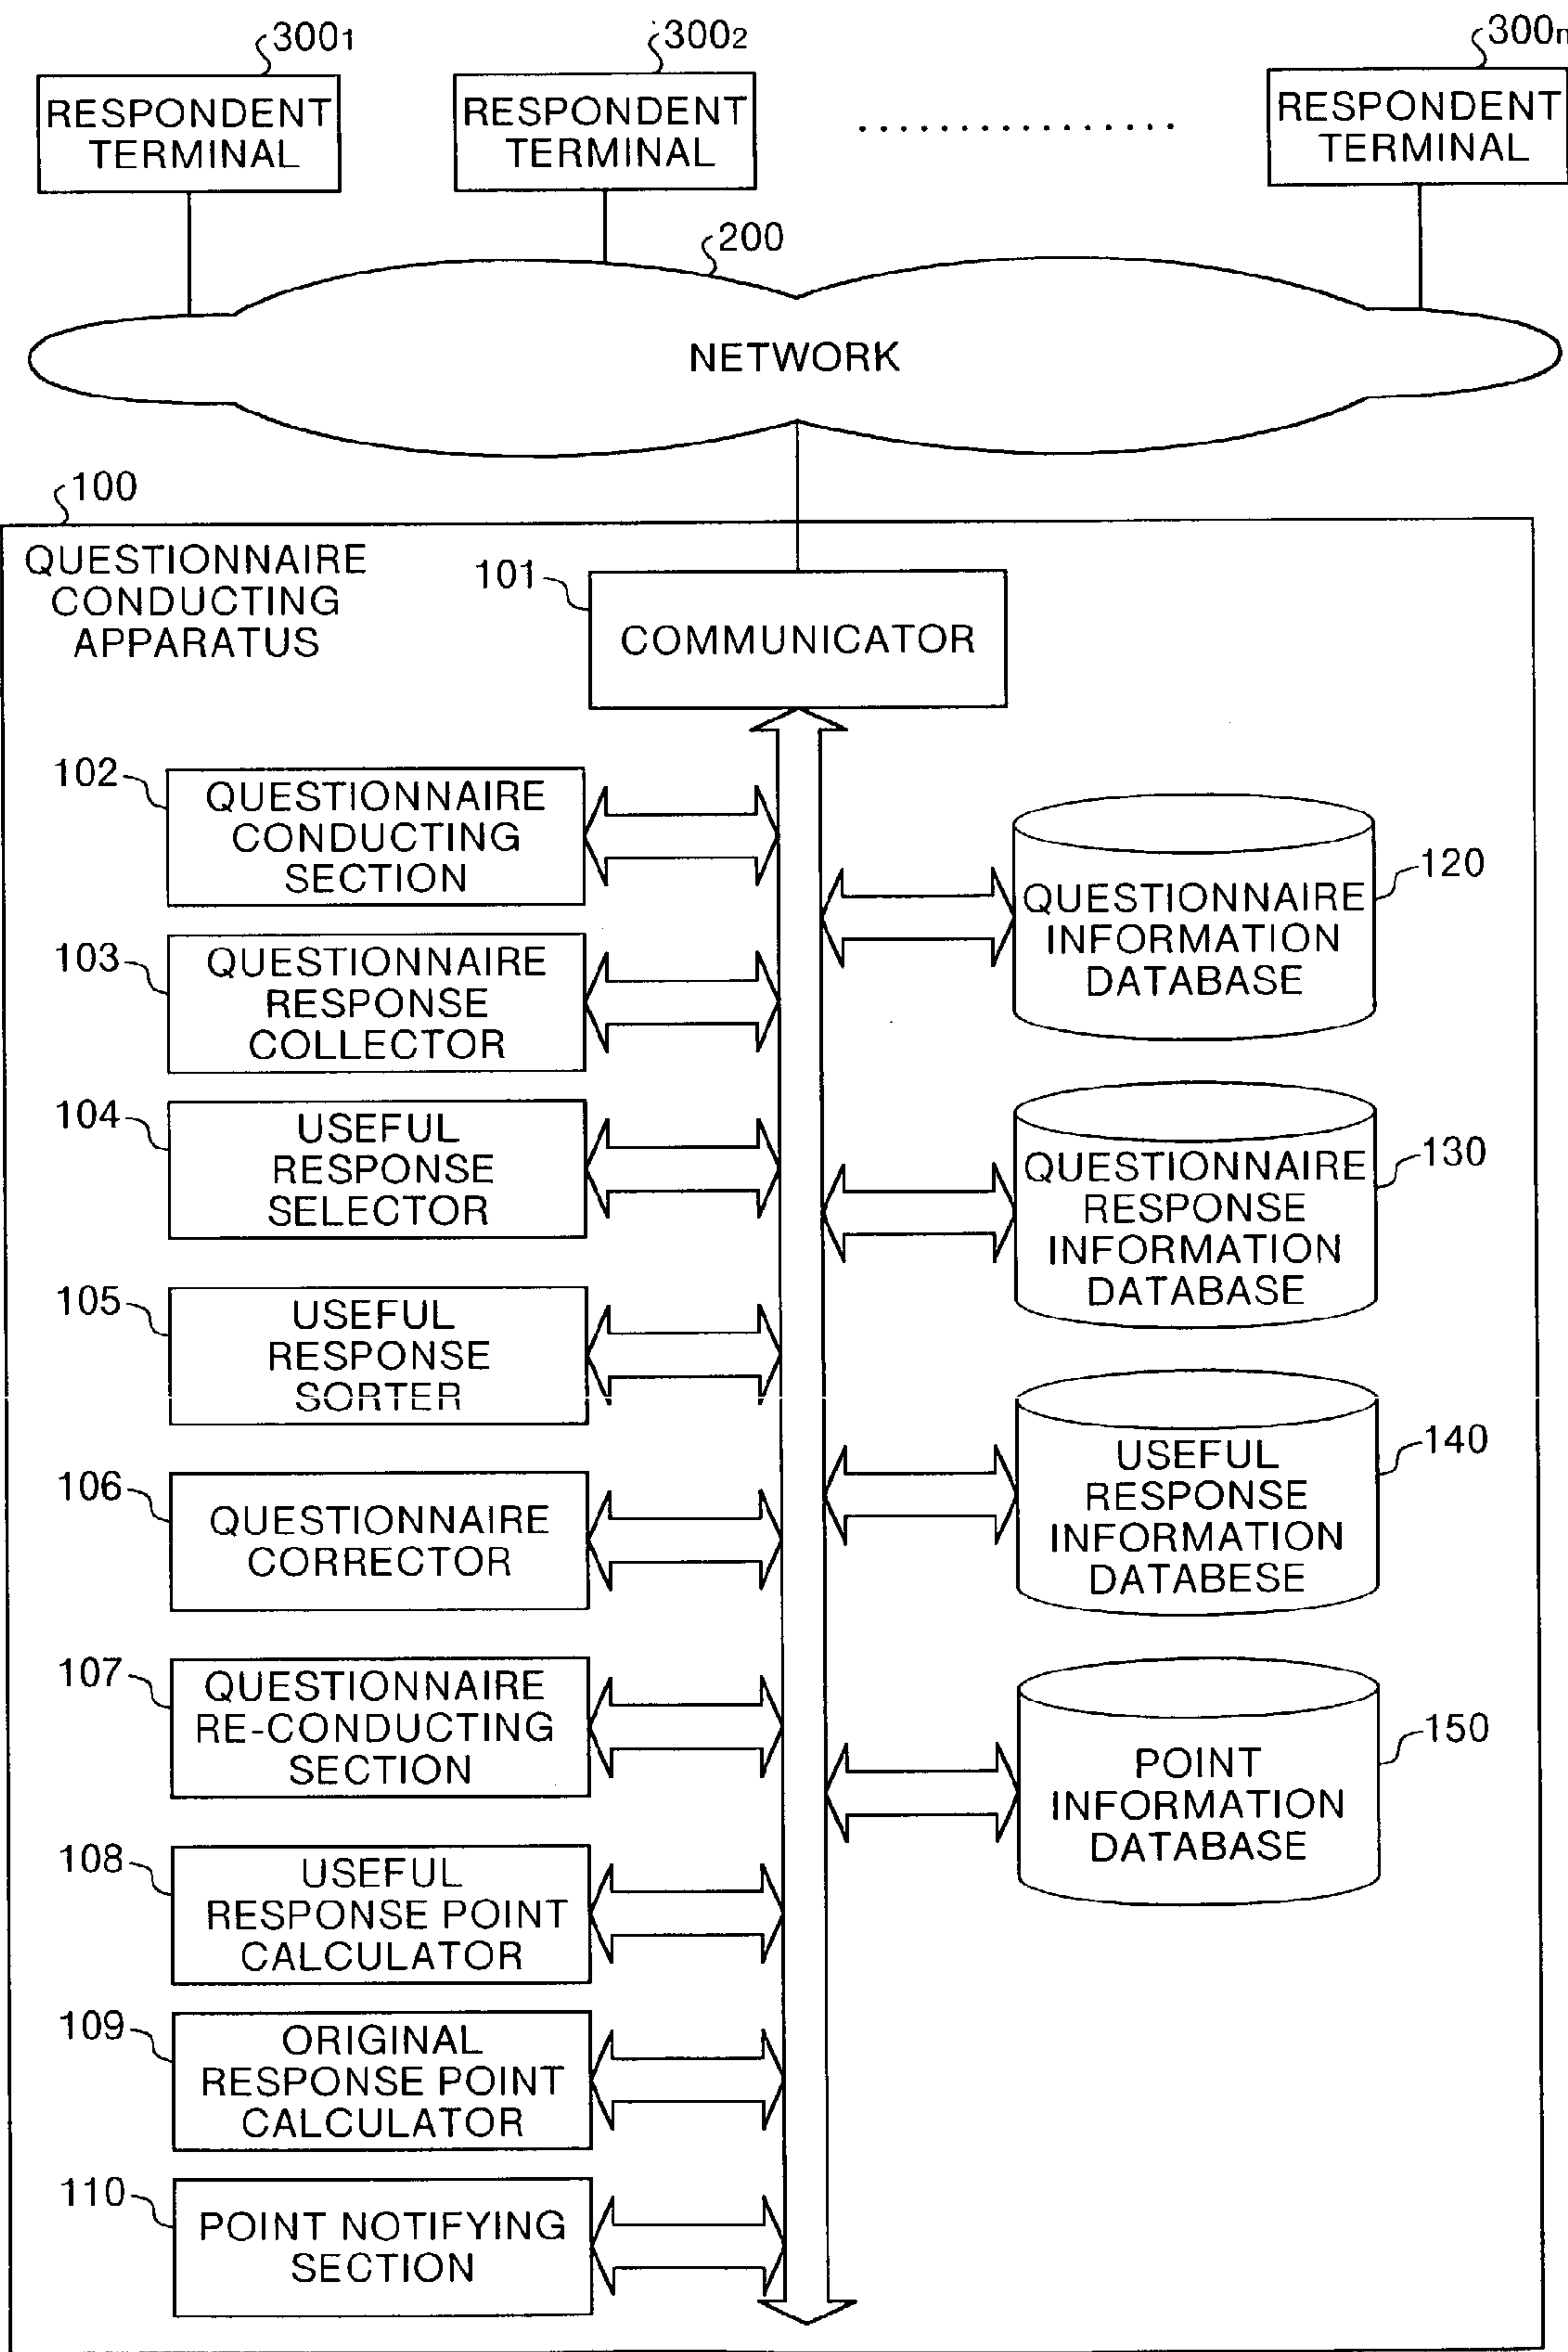 300₁
300₂
300n
RESPONDENT
TERMINAL
RESPONDENT
TERMINAL
RESPONDENT
TERMINAL
200
NETWORK
100
QUESTIONNAIRE
CONDUCTING
APPARATUS
101
COMMUNICATOR
102
QUESTIONNAIRE
CONDUCTING
SECTION
103
QUESTIONNAIRE
RESPONSE
COLLECTOR
104
USEFUL
RESPONSE
SELECTOR
105
USEFUL
RESPONSE
SORTER
106
QUESTIONNAIRE
CORRECTOR
107
QUESTIONNAIRE
RE-CONDUCTING
SECTION
108
USEFUL
RESPONSE POINT
CALCULATOR
109
ORIGINAL
RESPONSE POINT
CALCULATOR
110
POINT NOTIFYING
SECTION
120
QUESTIONNAIRE
INFORMATION
DATABASE
130
QUESTIONNAIRE
RESPONSE
INFORMATION
DATABASE
140
USEFUL
RESPONSE
INFORMATION
DATABESE
150
POINT
INFORMATION
DATABASE